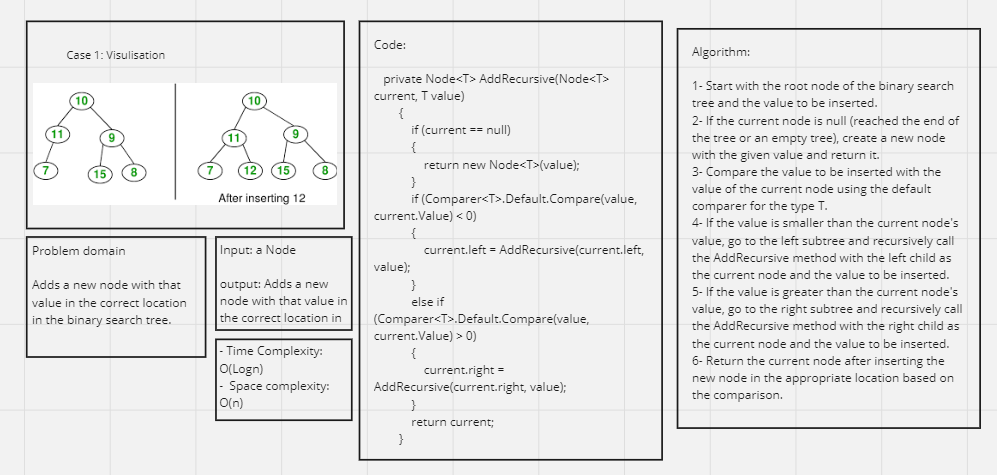 Case 1: Visulisation
10
11
9
7
15
8
10
11
9
7
12
15
8
After inserting 12
Problem domain
Adds a new node with that
value in the correct location
in the binary search tree.
Input: a Node
output: Adds a new
node with that value in
the correct location in
- Time Complexity:
O(Logn)
- Space complexity:
O(n)
Code:
private Node<T> AddRecursive(Node<T>
current, T value)
{
if (current == null)
{
return new Node<T>(value);
}
if (Comparer<T>.Default.Compare(value,
current.Value) < 0)
{
current.left = AddRecursive(current.left,
value);
}
else if
(Comparer<T>.Default.Compare(value,
current.Value) > 0)
{
current.right =
AddRecursive(current.right, value);
}
return current;
}
Algorithm:
1- Start with the root node of the binary search
tree and the value to be inserted.
2- If the current node is null (reached the end of
the tree or an empty tree), create a new node
with the given value and return it.
3- Compare the value to be inserted with the
value of the current node using the default
comparer for the type T.
4- If the value is smaller than the current node's
value, go to the left subtree and recursively call
the AddRecursive method with the left child as
the current node and the value to be inserted.
5- If the value is greater than the current node's
value, go to the right subtree and recursively call
the AddRecursive method with the right child as
the current node and the value to be inserted.
6- Return the current node after inserting the
new node in the appropriate location based on
the comparison.